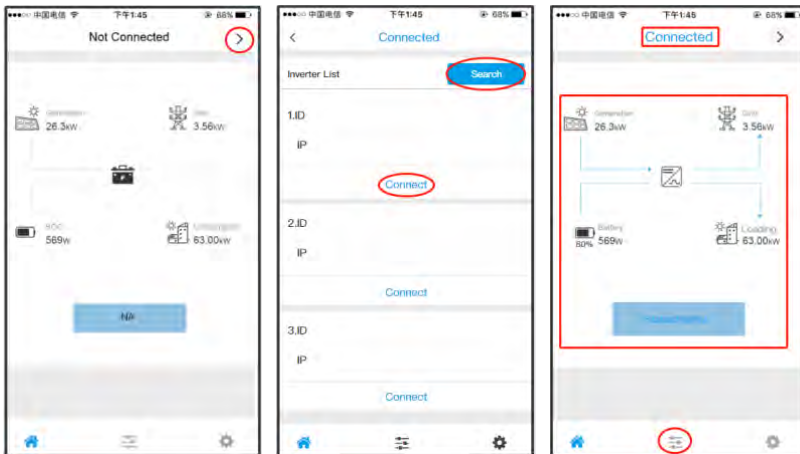 中国电信 下午1:45 68%
Not Connected
26.3kW
3.56kW
SOC
569W
63.00kW
N/A
中国电信 下午1:45 68%
Connected
Inverter List
Search
1.ID
IP
Connect
2.ID
IP
Connect
3.ID
IP
Connect
中国电信 下午1:45 68%
Connected
Generation
Grid
26.3kW
3.56kW
Battery
Loading
80% 569W
63.00kW